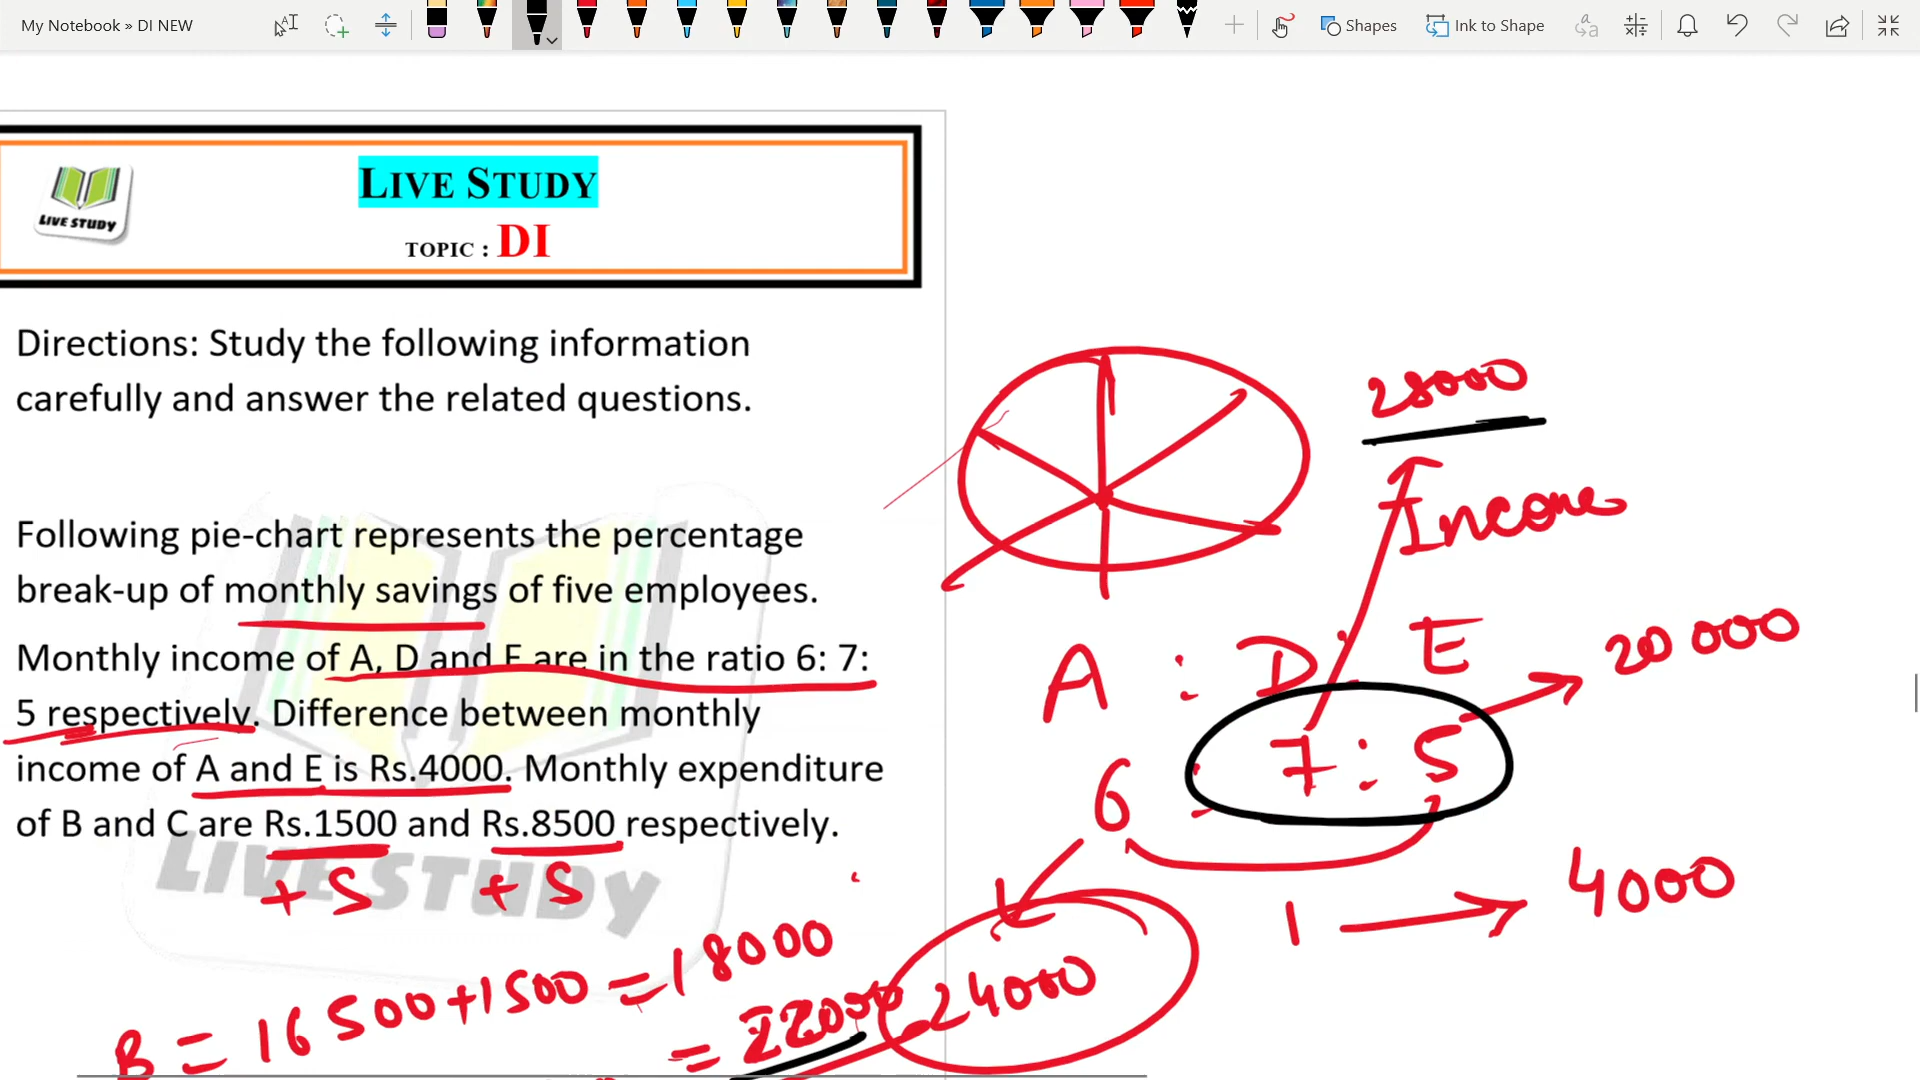 My Notebook » DI NEW
Shapes
Ink to Shape
LIVE STUDY
LIVE STUDY
TOPIC : DI
Directions: Study the following information
carefully and answer the related questions.
Following pie-chart represents the percentage
break-up of monthly savings of five employees.
Monthly income of A, D and E are in the ratio 6: 7:
5 respectively. Difference between monthly
income of A and E is Rs.4000. Monthly expenditure
of B and C are Rs.1500 and Rs.8500 respectively.
LIVE STUDY
+ S + S
B = 16500+1500 = 18000
= 22000
28000
Income
A : D : E
20000
6 : 7 : 5
1 → 4000
24000